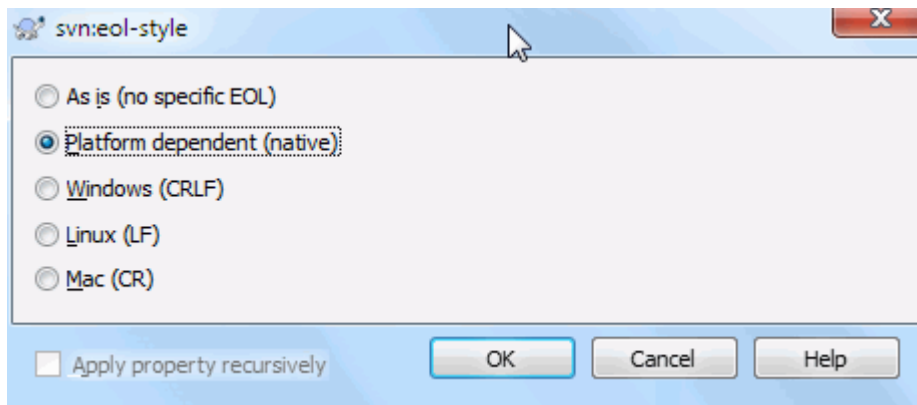 svn:eol-style
As is (no specific EOL)
Platform dependent (native)
Windows (CRLF)
Linux (LF)
Mac (CR)
Apply property recursively
OK
Cancel
Help